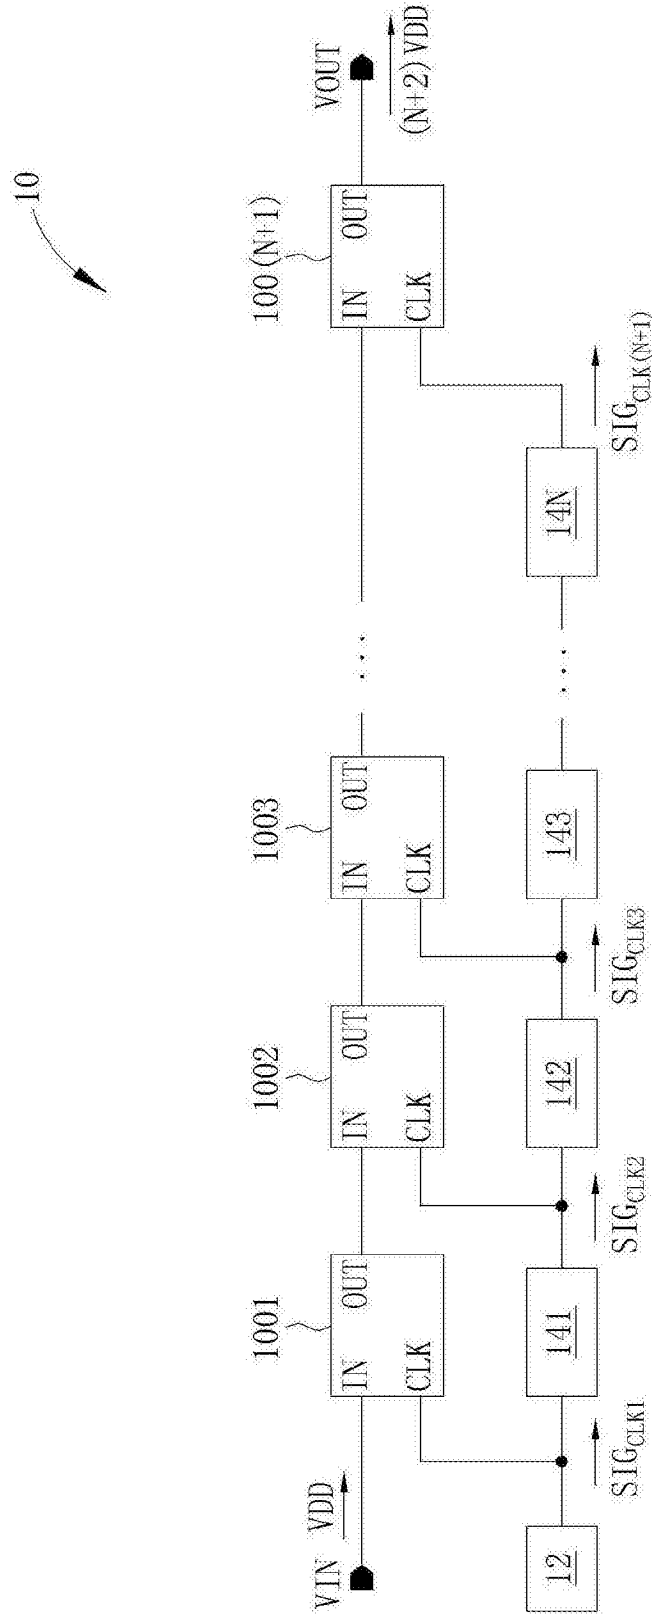 10
1001
1002
1003
100(N+1)
VIN
VDD
IN
OUT
CLK
IN
OUT
CLK
IN
OUT
CLK
...
IN
OUT
CLK
VOUT
(N+2)VDD
12
141
142
143
...
14N
SIGCLK1
SIGCLK2
SIGCLK3
SIGCLK(N+1)